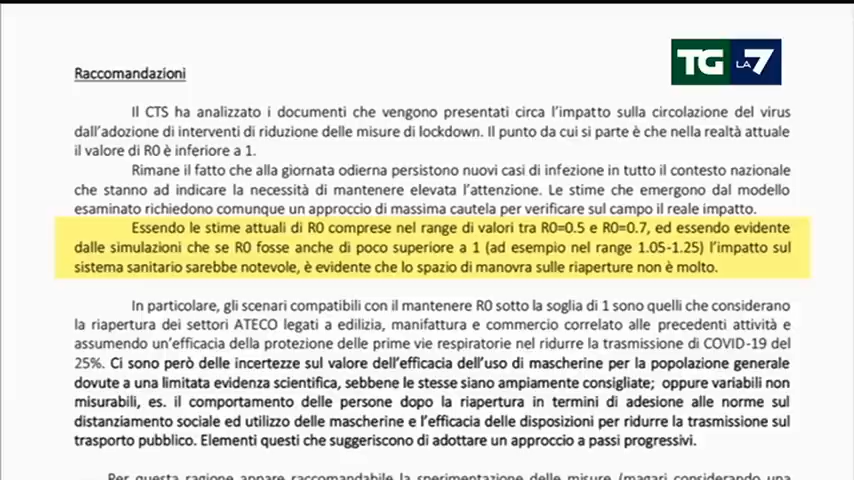 TG LA7
Raccomandazioni
Il CTS ha analizzato i documenti che vengono presentati circa l'impatto sulla circolazione del virus
dall'adozione di interventi di riduzione delle misure di lockdown. Il punto da cui si parte è che nella realtà attuale
il valore di R0 è inferiore a 1.
Rimane il fatto che alla giornata odierna persistono nuovi casi di infezione in tutto il contesto nazionale
che stanno ad indicare la necessità di mantenere elevata l'attenzione. Le stime che emergono dal modello
esaminato richiedono comunque un approccio di massima cautela per verificare sul campo il reale impatto.
Essendo le stime attuali di R0 comprese nel range di valori tra R0=0.5 e R0=0.7, ed essendo evidente
dalle simulazioni che se R0 fosse anche di poco superiore a 1 (ad esempio nel range 1.05-1.25) l'impatto sul
sistema sanitario sarebbe notevole, è evidente che lo spazio di manovra sulle riaperture non è molto.
In particolare, gli scenari compatibili con il mantenere R0 sotto la soglia di 1 sono quelli che considerano
la riapertura dei settori ATECO legati a edilizia, manifattura e commercio correlato alle precedenti attività e
assumendo un'efficacia della protezione delle prime vie respiratorie nel ridurre la trasmissione di COVID-19 del
25%. Ci sono però delle incertezze sul valore dell'efficacia dell'uso di mascherine per la popolazione generale
dovute a una limitata evidenza scientifica, sebbene le stesse siano ampiamente consigliate; oppure variabili non
misurabili, es. il comportamento delle persone dopo la riapertura in termini di adesione alle norme sul
distanziamento sociale ed utilizzo delle mascherine e l'efficacia delle disposizioni per ridurre la trasmissione sul
trasporto pubblico. Elementi questi che suggeriscono di adottare un approccio a passi progressivi.
Per questa ragione appare raccomandabile la sperimentazione delle misure (magari considerando una